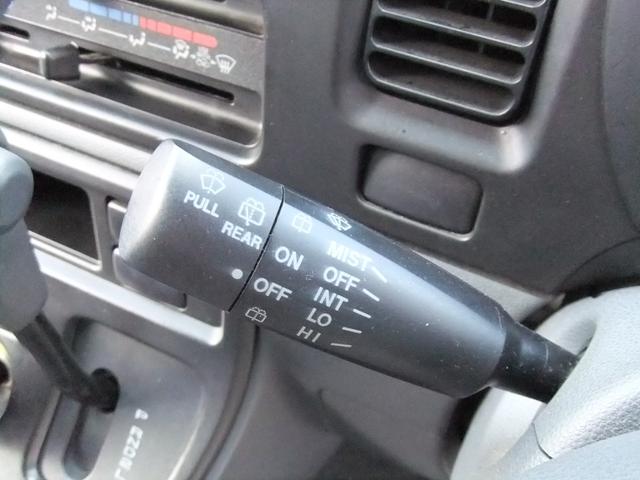 PULL
REAR
ON
OFF
MIST
OFF
INT
LO
HI